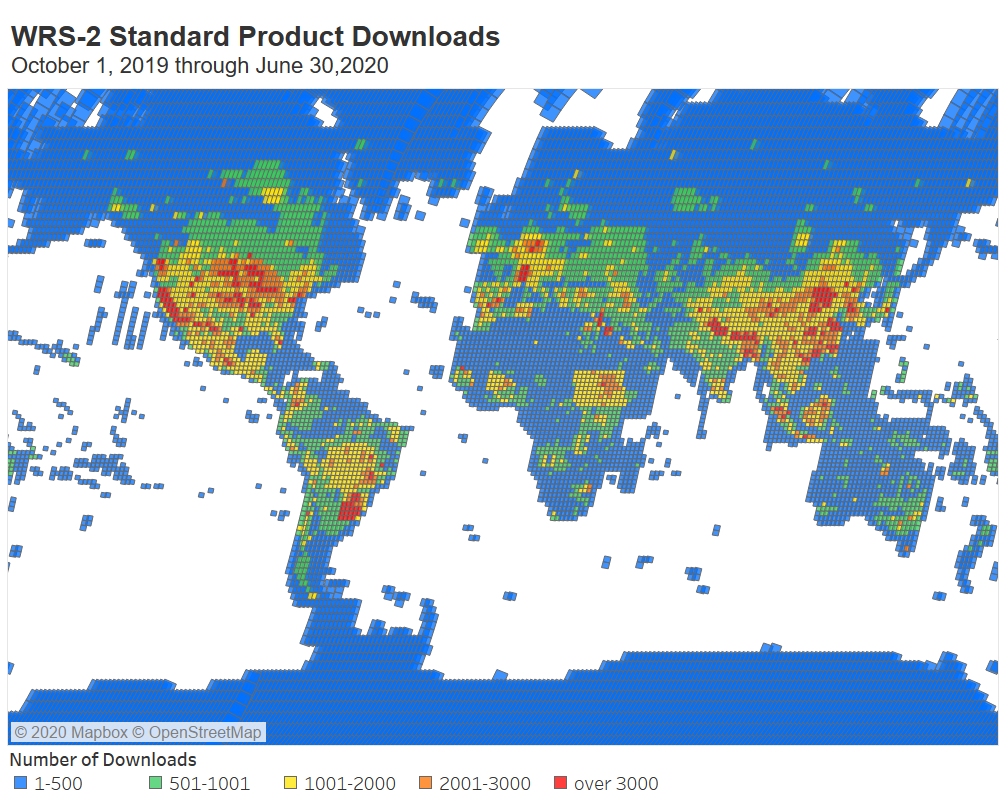 WRS-2 Standard Product Downloads
October 1, 2019 through June 30,2020
© 2020 Mapbox © OpenStreetMap
Number of Downloads
1-500 501-1001 1001-2000 2001-3000 over 3000